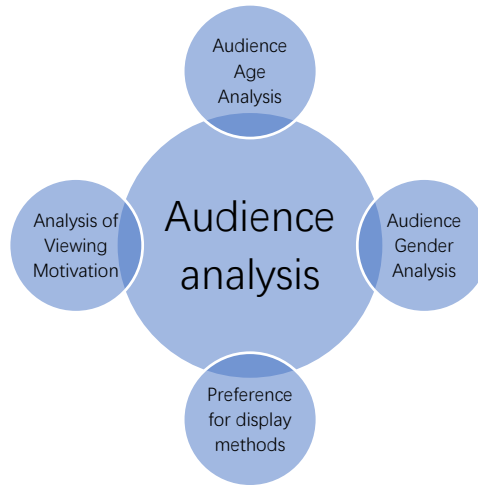 Audience
Age
Analysis
Audience
analysis
Analysis of
Viewing
Motivation
Audience
Gender
Analysis
Preference
for display
methods